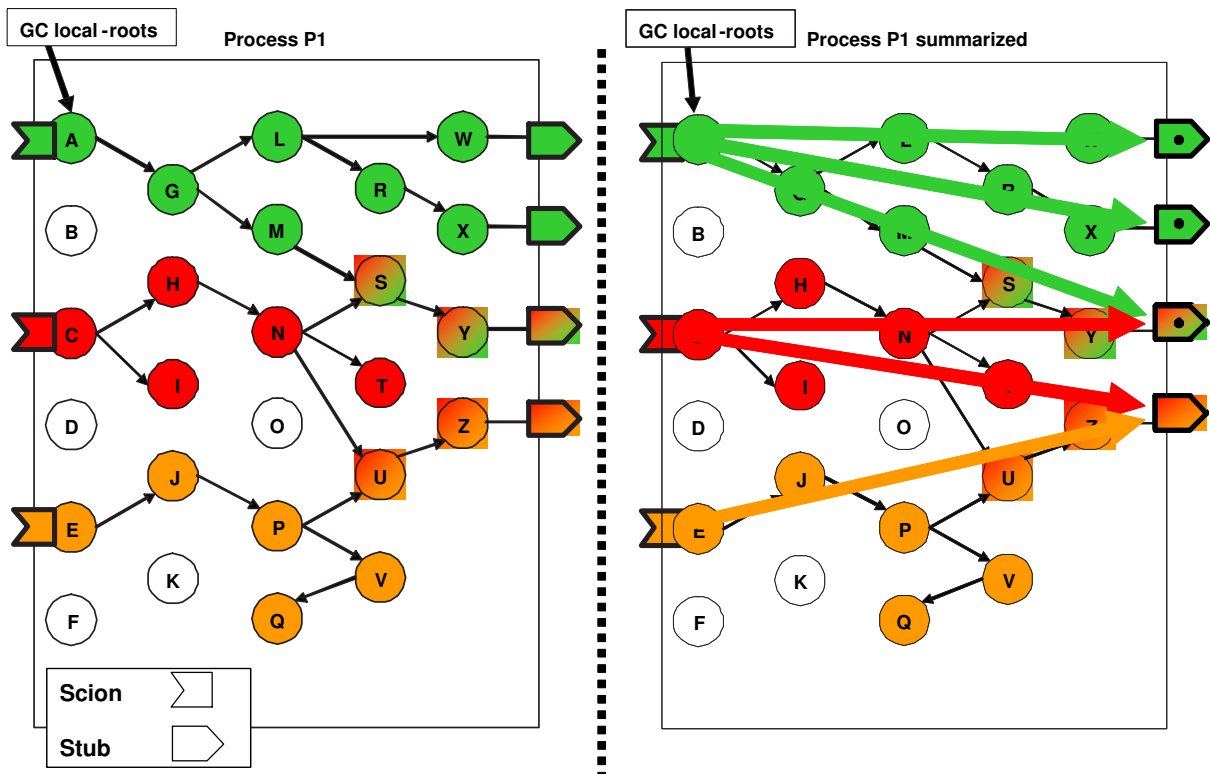 GC local-roots
Process P1
A
L
W
G
R
B
M
X
S
H
C
N
Y
I
T
D
O
Z
J
U
E
P
K
V
F
Q
Scion
Stub
GC local-roots
Process P1 summarized
B
X
S
H
N
Y
I
D
O
J
U
E
P
K
V
F
Q